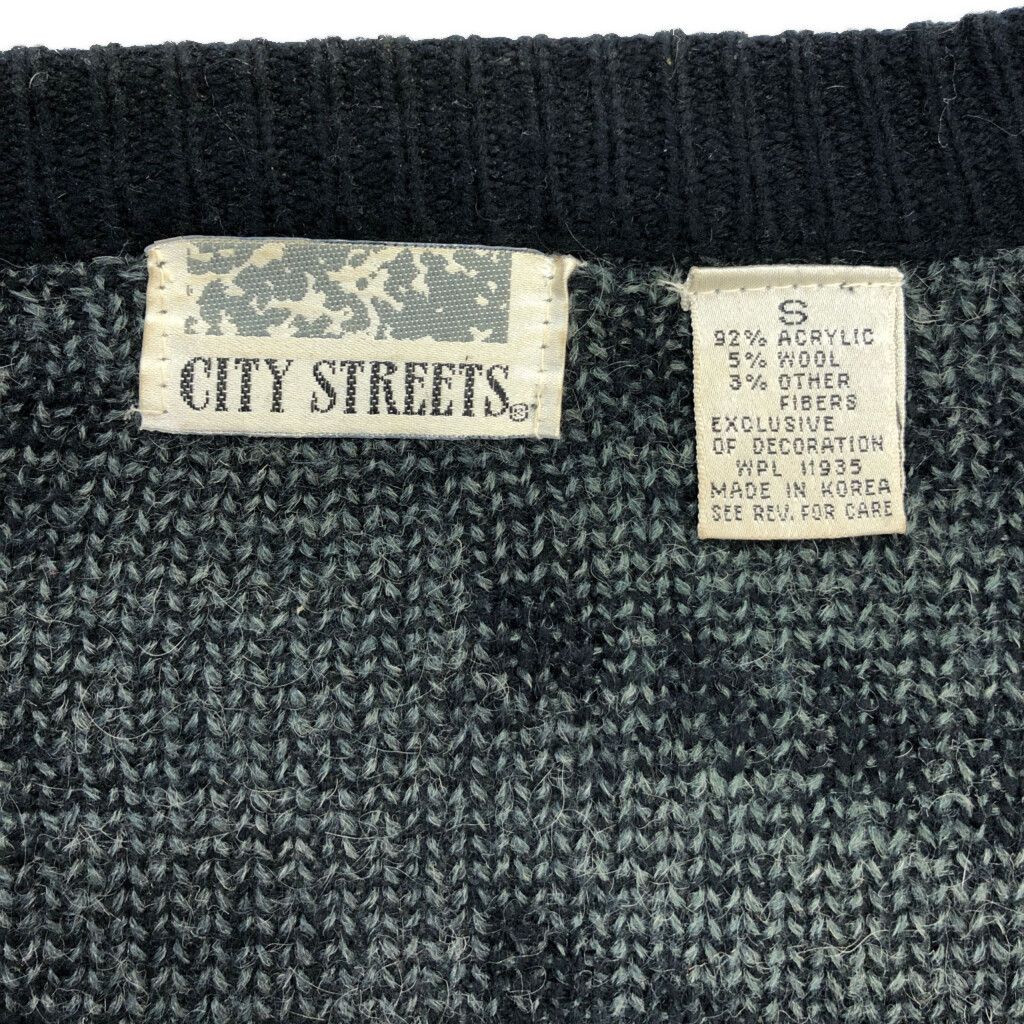 CITY STREETS®
S
92% ACRYLIC
5% WOOL
3% OTHER
FIBERS
EXCLUSIVE
OF DECORATION
WPL 11935
MADE IN KOREA
SEE REV. FOR CARE